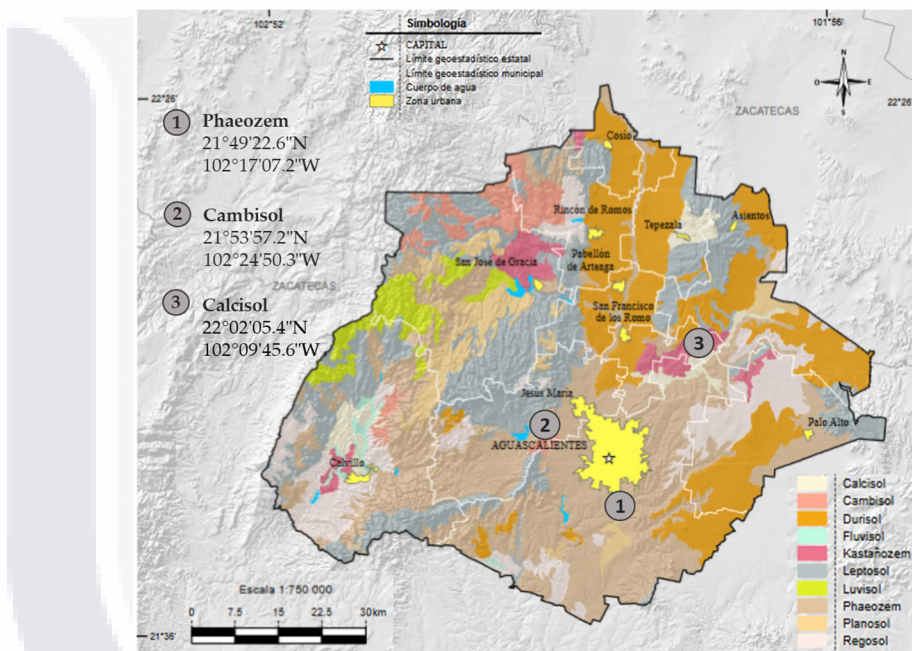 102°52'
101°56'
Simbología
CAPITAL
Límite geoestadístico estatal
Límite geoestadístico municipal
Cuerpo de agua
Zona urbana
N
O
E
S
22°26'
22°26'
ZACATECAS
1 Phaeozem
21°49'22.6"N
102°17'07.2"W
2 Cambisol
21°53'57.2"N
102°24'50.3"W
3 Calcisol
22°02'05.4"N
102°09'45.6"W
ZACATECAS
Cosío
Rincón de Romos
Tepezalá
Asientos
San José de Gracia
Pabellón
de Arteaga
San Francisco
de los Romo
3
Jesús María
2
AGUASCALIENTES
Palo Alto
Calvillo
1
Calcisol
Cambisol
Durisol
Fluvisol
Kastañozem
Leptosol
Luvisol
Phaeozem
Planosol
Regosol
Escala 1:750 000
0 7.5 15 22.5 30km
21°36'